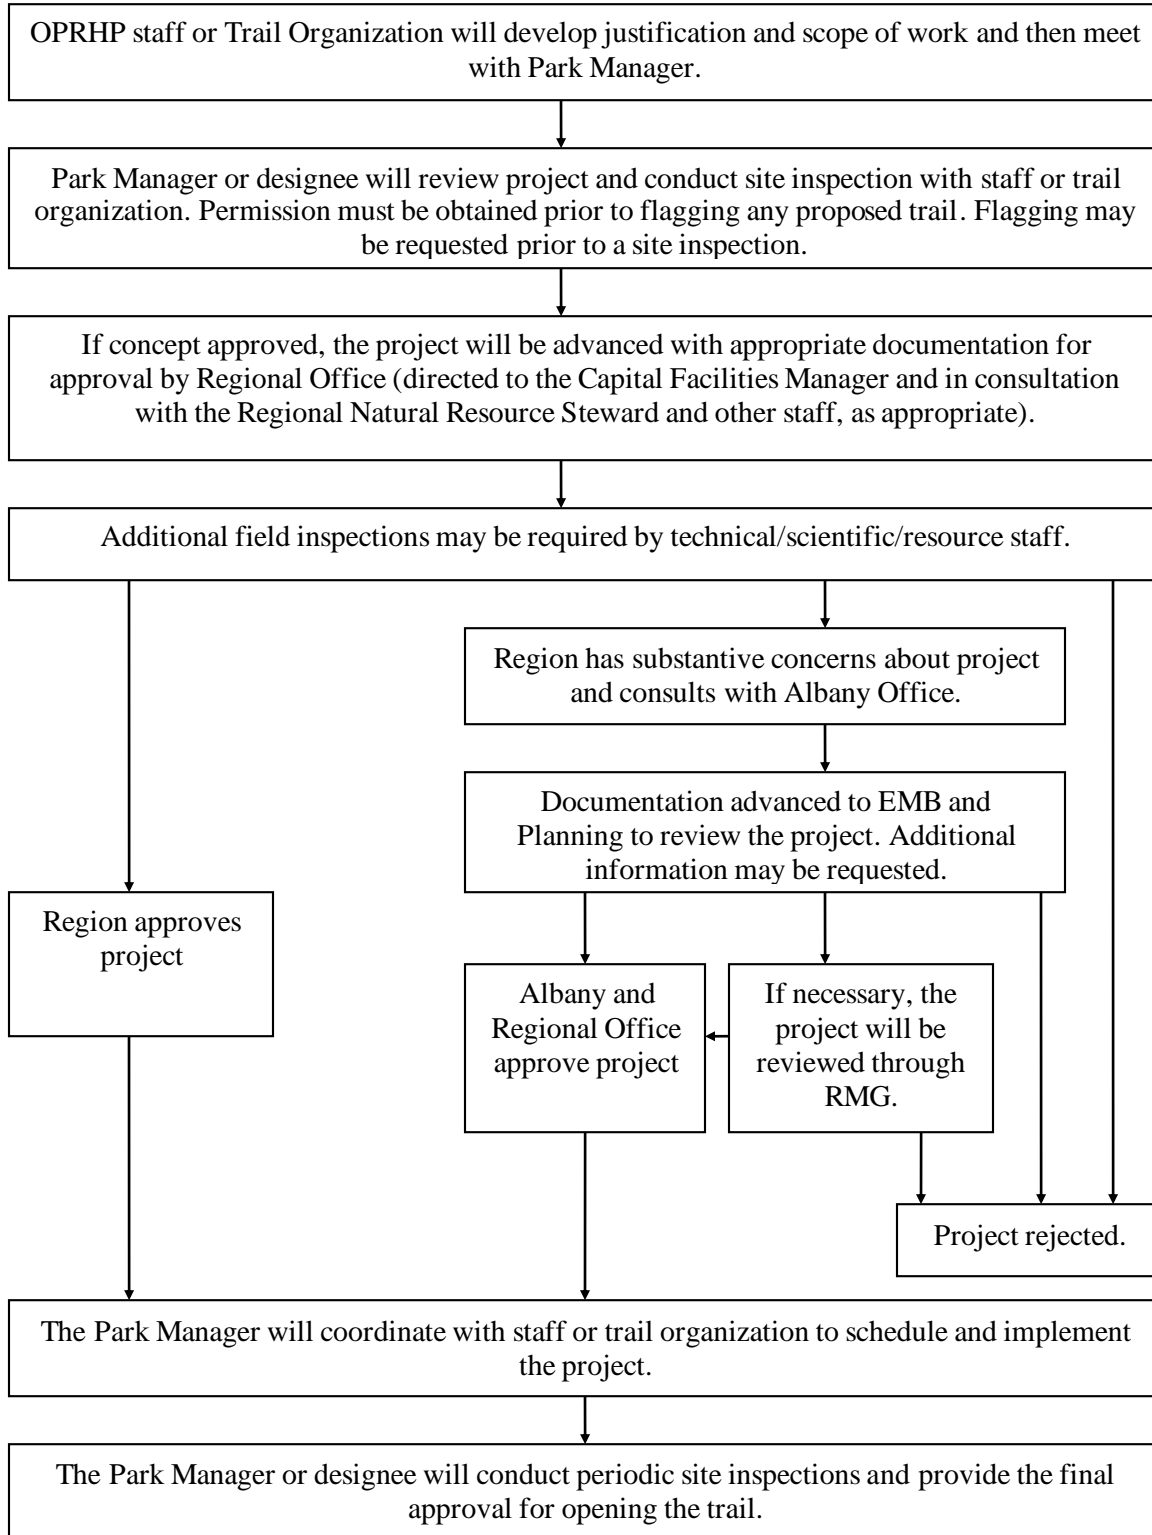 OPRHP staff or Trail Organization will develop justification and scope of work and then meet
with Park Manager.
Park Manager or designee will review project and conduct site inspection with staff or trail
organization. Permission must be obtained prior to flagging any proposed trail. Flagging may
be requested prior to a site inspection.
If concept approved, the project will be advanced with appropriate documentation for
approval by Regional Office (directed to the Capital Facilities Manager and in consultation
with the Regional Natural Resource Steward and other staff, as appropriate).
Additional field inspections may be required by technical/scientific/resource staff.
Region has substantive concerns about project
and consults with Albany Office.
Documentation advanced to EMB and
Planning to review the project. Additional
information may be requested.
Region approves
project
Albany and
Regional Office
approve project
If necessary, the
project will be
reviewed through
RMG.
Project rejected.
The Park Manager will coordinate with staff or trail organization to schedule and implement
the project.
The Park Manager or designee will conduct periodic site inspections and provide the final
approval for opening the trail.